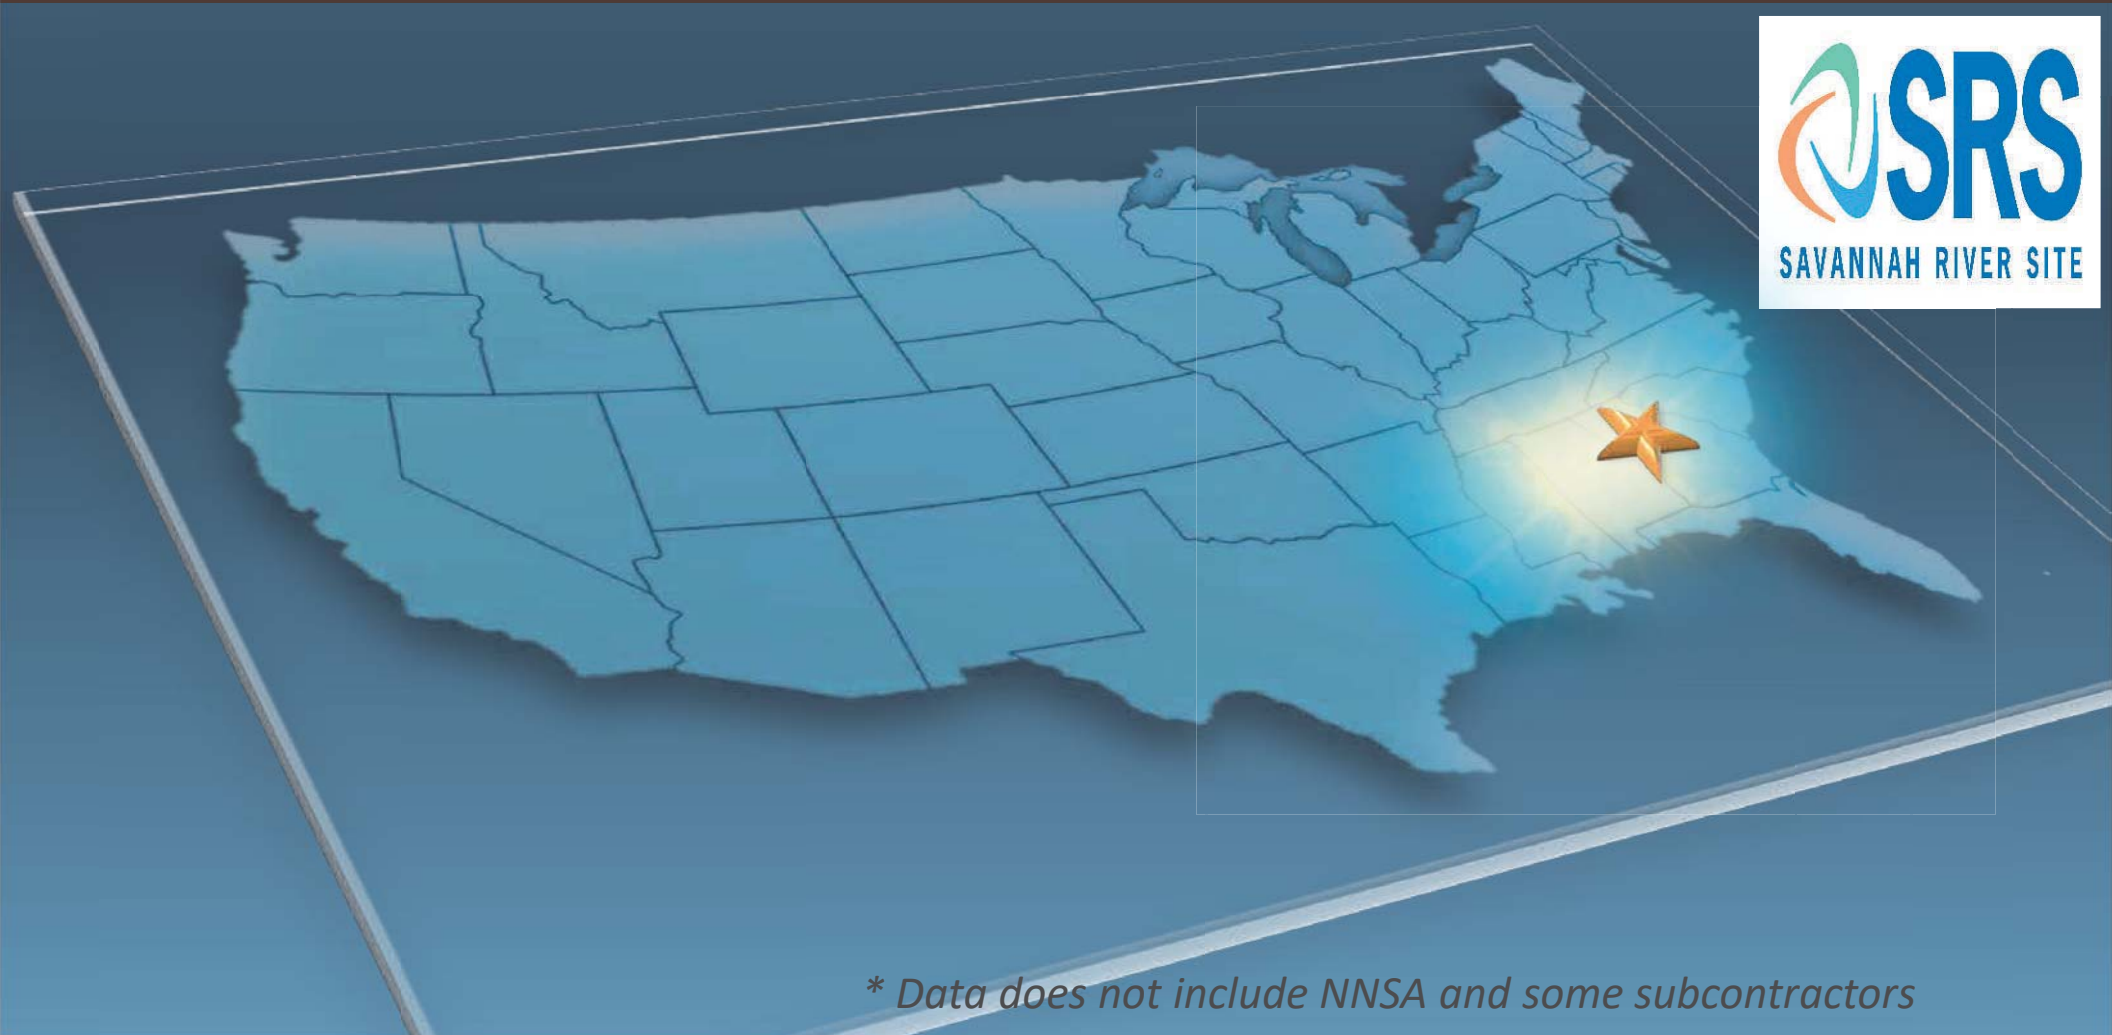 SRS
SAVANNAH RIVER SITE
* Data does not include NNSA and some subcontractors